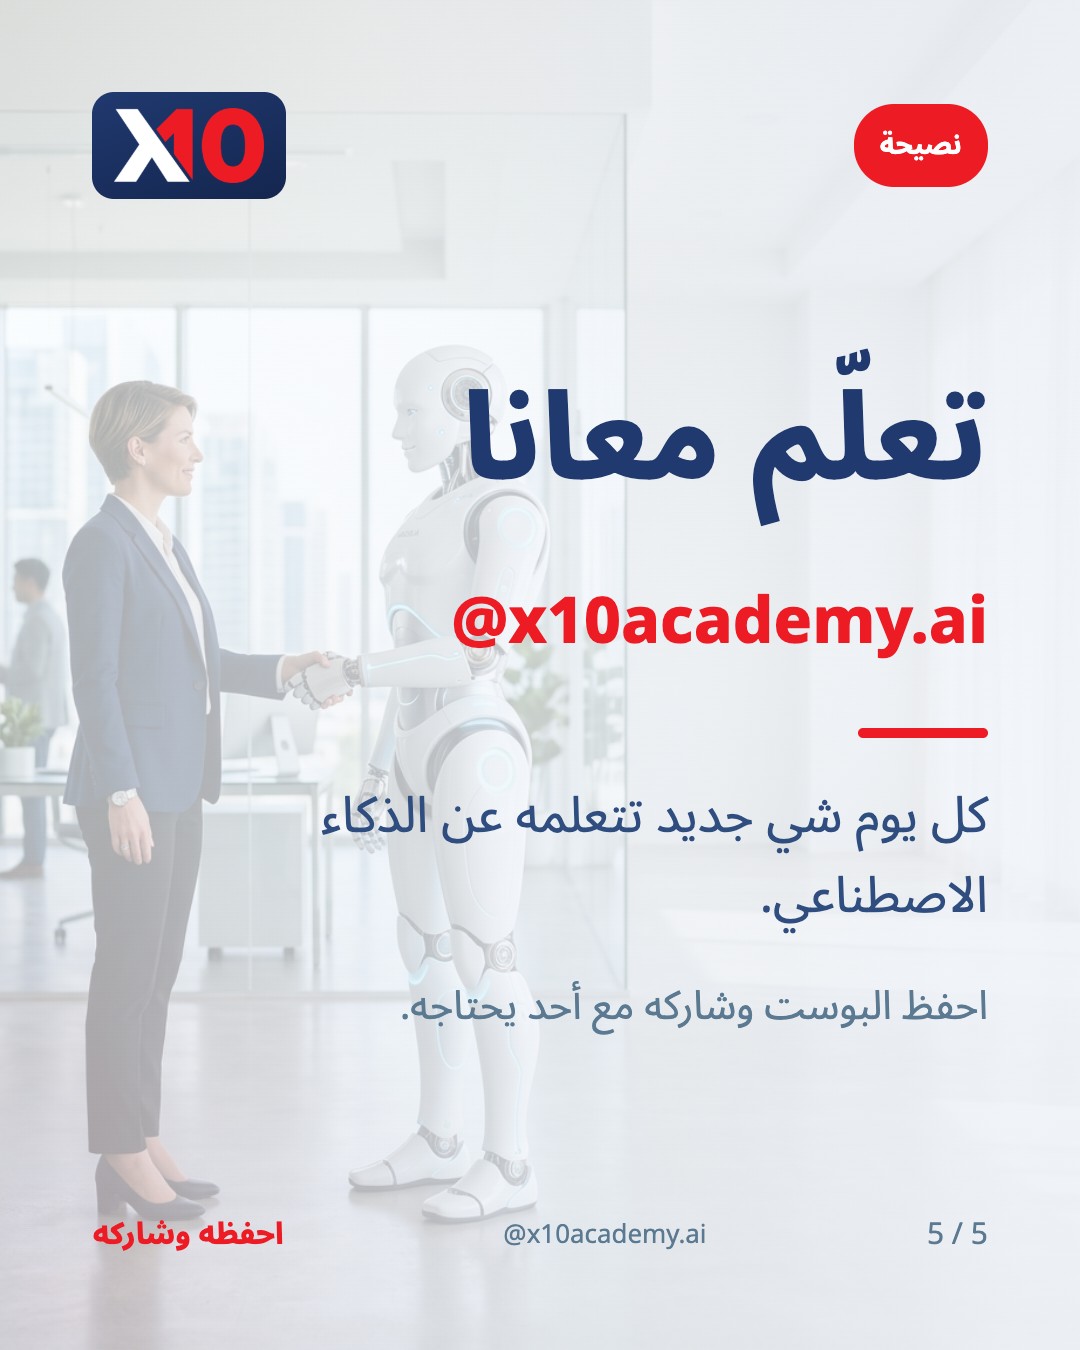 X10
نصيحة
تعلّم معانا
@x10academy.ai
كل يوم شي جديد تتعلمه عن الذكاء
الاصطناعي.
احفظ البوست وشاركه مع أحد يحتاجه.
احفظه وشاركه
@x10academy.ai
5 / 5